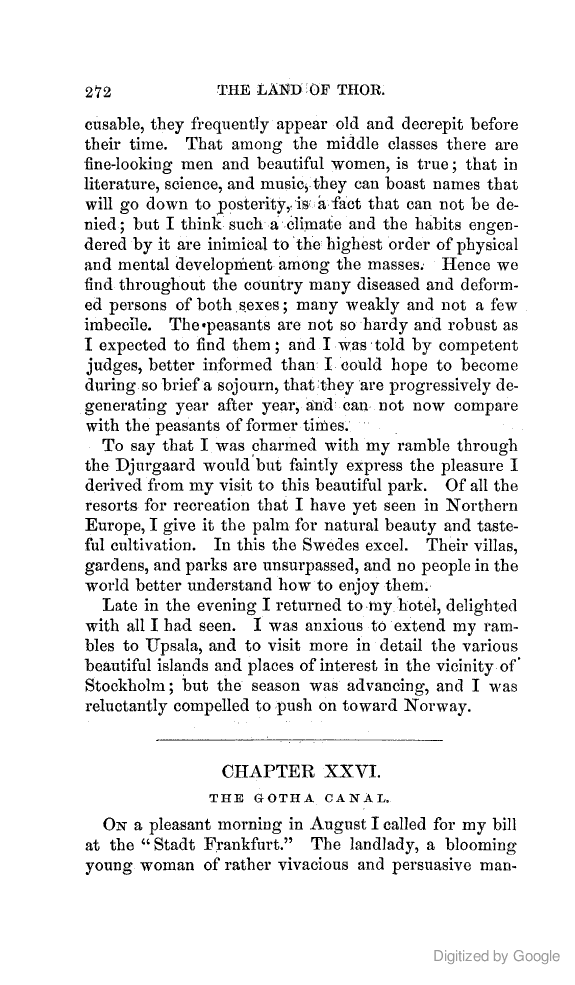 272 THE LAND OF THOR.
cusable, they frequently appear old and decrepit before
their time. That among the middle classes there are
fine-looking men and beautiful women, is true; that in
literature, science, and music, they can boast names that
will go down to posterity, is a fact that can not be de-
nied; but I think such a climate and the habits engen-
dered by it are inimical to the highest order of physical
and mental development among the masses. Hence we
find throughout the country many diseased and deform-
ed persons of both sexes; many weakly and not a few
imbecile. The peasants are not so hardy and robust as
I expected to find them; and I was told by competent
judges, better informed than I could hope to become
during so brief a sojourn, that they are progressively de-
generating year after year, and can not now compare
with the peasants of former times.
To say that I was charmed with my ramble through
the Djurgaard would but faintly express the pleasure I
derived from my visit to this beautiful park. Of all the
resorts for recreation that I have yet seen in Northern
Europe, I give it the palm for natural beauty and taste-
ful cultivation. In this the Swedes excel. Their villas,
gardens, and parks are unsurpassed, and no people in the
world better understand how to enjoy them.
Late in the evening I returned to my hotel, delighted
with all I had seen. I was anxious to extend my ram-
bles to Upsala, and to visit more in detail the various
beautiful islands and places of interest in the vicinity of
Stockholm; but the season was advancing, and I was
reluctantly compelled to push on toward Norway.
CHAPTER XXVI.
THE GOTHA CANAL.
ON a pleasant morning in August I called for my bill
at the "Stadt Frankfurt." The landlady, a blooming
young woman of rather vivacious and persuasive man-
Digitized by Google